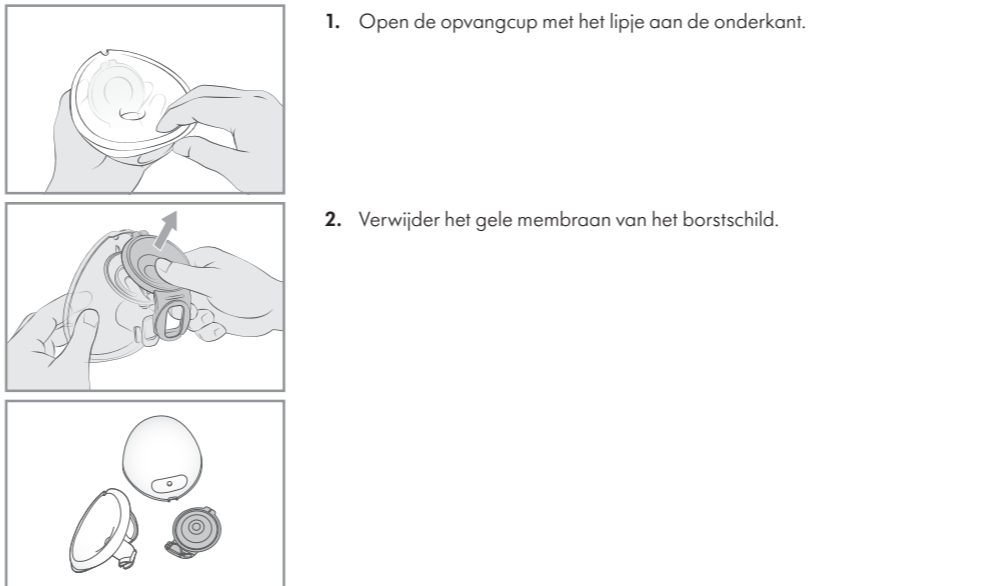 1. Open de opvangcup met het lipje aan de onderkant.
2. Verwijder het gele membraan van het borstschild.